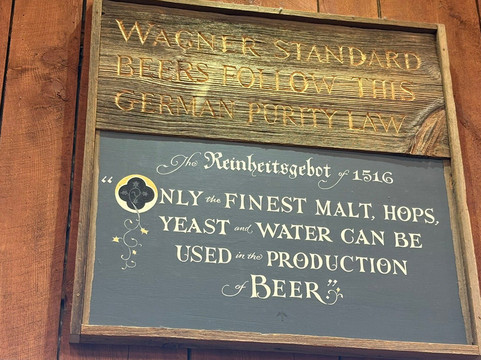 WAGNER STANDARD
BEERS FOLLOW THIS
GERMAN PURITY LAW
The Reinheitsgebot of 1516
“ONLY the FINEST MALT, HOPS,
YEAST and WATER CAN BE
USED in the PRODUCTION
of BEER”